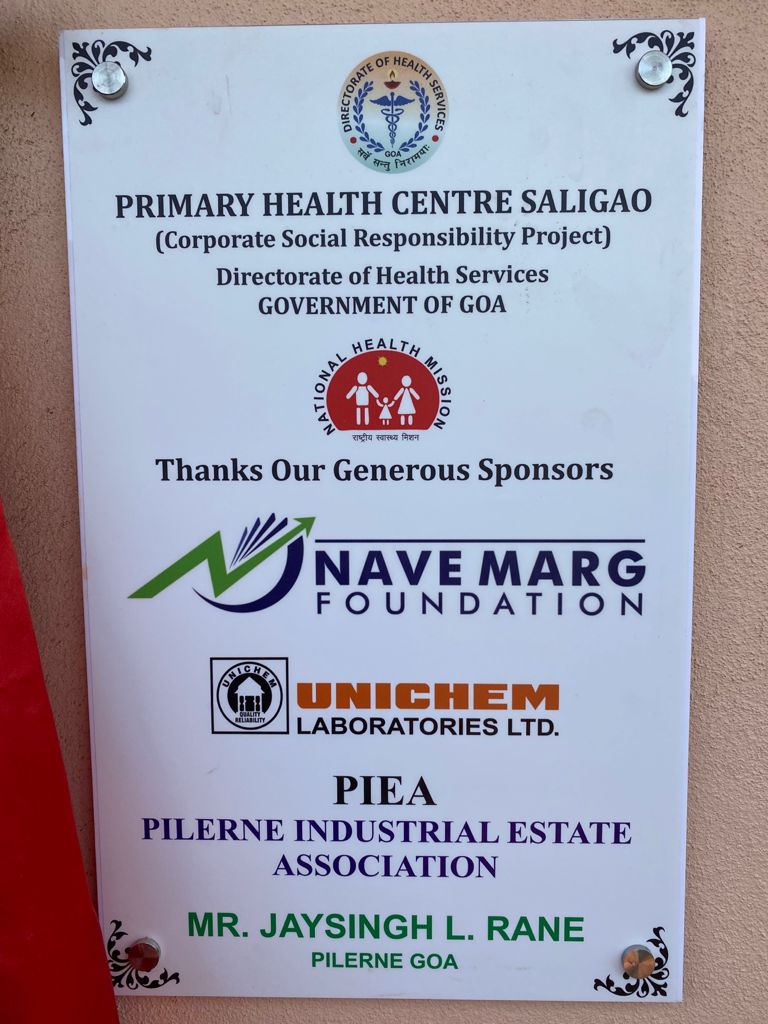 DIRECTORATE OF HEALTH SERVICES
GOA
सर्वे सन्तु निरामयाः
PRIMARY HEALTH CENTRE SALIGAO
(Corporate Social Responsibility Project)
Directorate of Health Services
GOVERNMENT OF GOA
NATIONAL HEALTH MISSION
राष्ट्रीय स्वास्थ्य मिशन
Thanks Our Generous Sponsors
NAVE MARG
FOUNDATION
UNICHEM
QUALITY
RELIABILITY
UNICHEM
LABORATORIES LTD.
PIEA
PILERNE INDUSTRIAL ESTATE
ASSOCIATION
MR. JAYSINGH L. RANE
PILERNE GOA